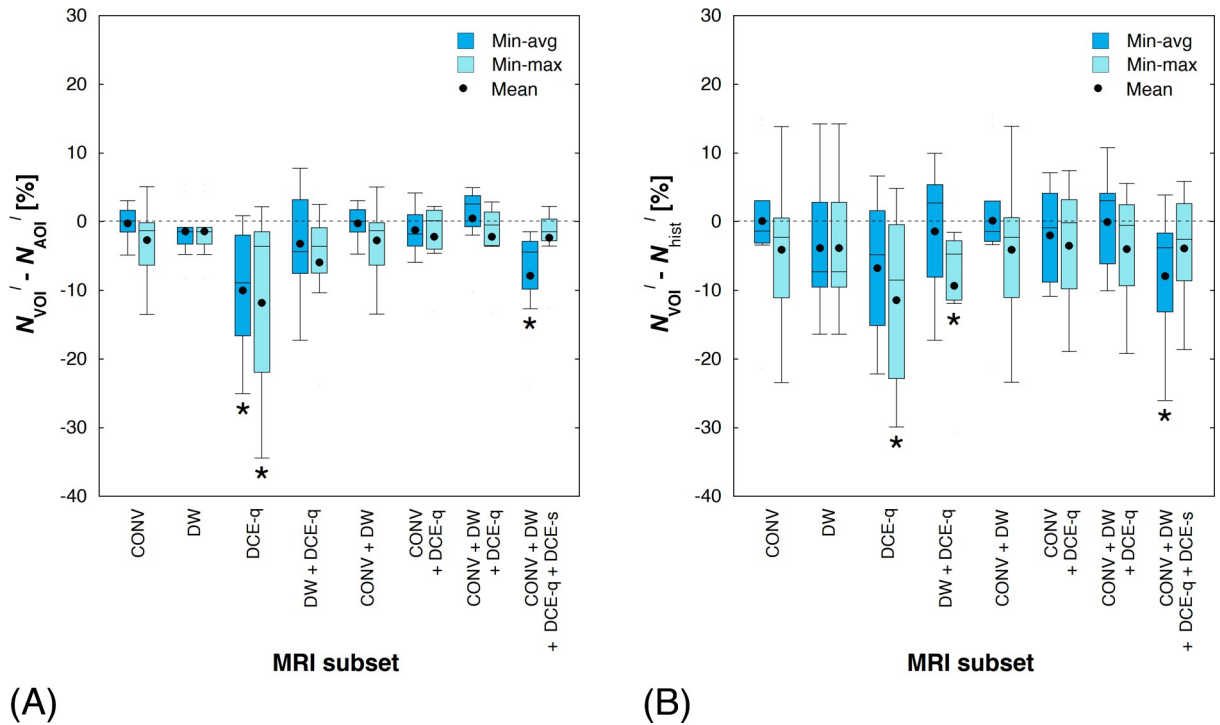 30
20
10
0
-10
-20
-30
-40
N_VOI^I - N_AOI^I [%]
Min-avg
Min-max
Mean
*
*
*
CONV
DW
DCE-q
DW + DCE-q
CONV + DW
CONV
+ DCE-q
CONV + DW
+ DCE-q
CONV + DW
+ DCE-q + DCE-s
MRI subset
(A)
30
20
10
0
-10
-20
-30
-40
N_VOI^I - N_hist^I [%]
Min-avg
Min-max
Mean
*
*
*
CONV
DW
DCE-q
DW + DCE-q
CONV + DW
CONV
+ DCE-q
CONV + DW
+ DCE-q
CONV + DW
+ DCE-q + DCE-s
MRI subset
(B)